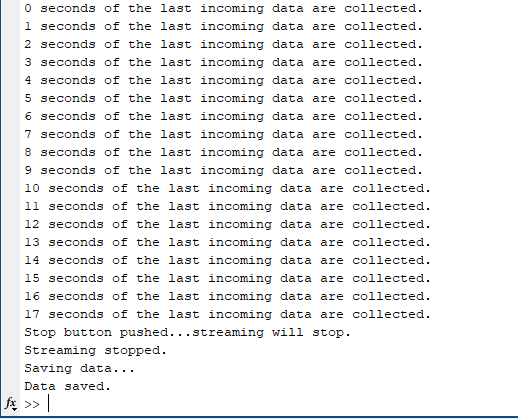 0 seconds of the last incoming data are collected.
1 seconds of the last incoming data are collected.
2 seconds of the last incoming data are collected.
3 seconds of the last incoming data are collected.
4 seconds of the last incoming data are collected.
5 seconds of the last incoming data are collected.
6 seconds of the last incoming data are collected.
7 seconds of the last incoming data are collected.
8 seconds of the last incoming data are collected.
9 seconds of the last incoming data are collected.
10 seconds of the last incoming data are collected.
11 seconds of the last incoming data are collected.
12 seconds of the last incoming data are collected.
13 seconds of the last incoming data are collected.
14 seconds of the last incoming data are collected.
15 seconds of the last incoming data are collected.
16 seconds of the last incoming data are collected.
17 seconds of the last incoming data are collected.
Stop button pushed...streaming will stop.
Streaming stopped.
Saving data...
Data saved.
fx >>